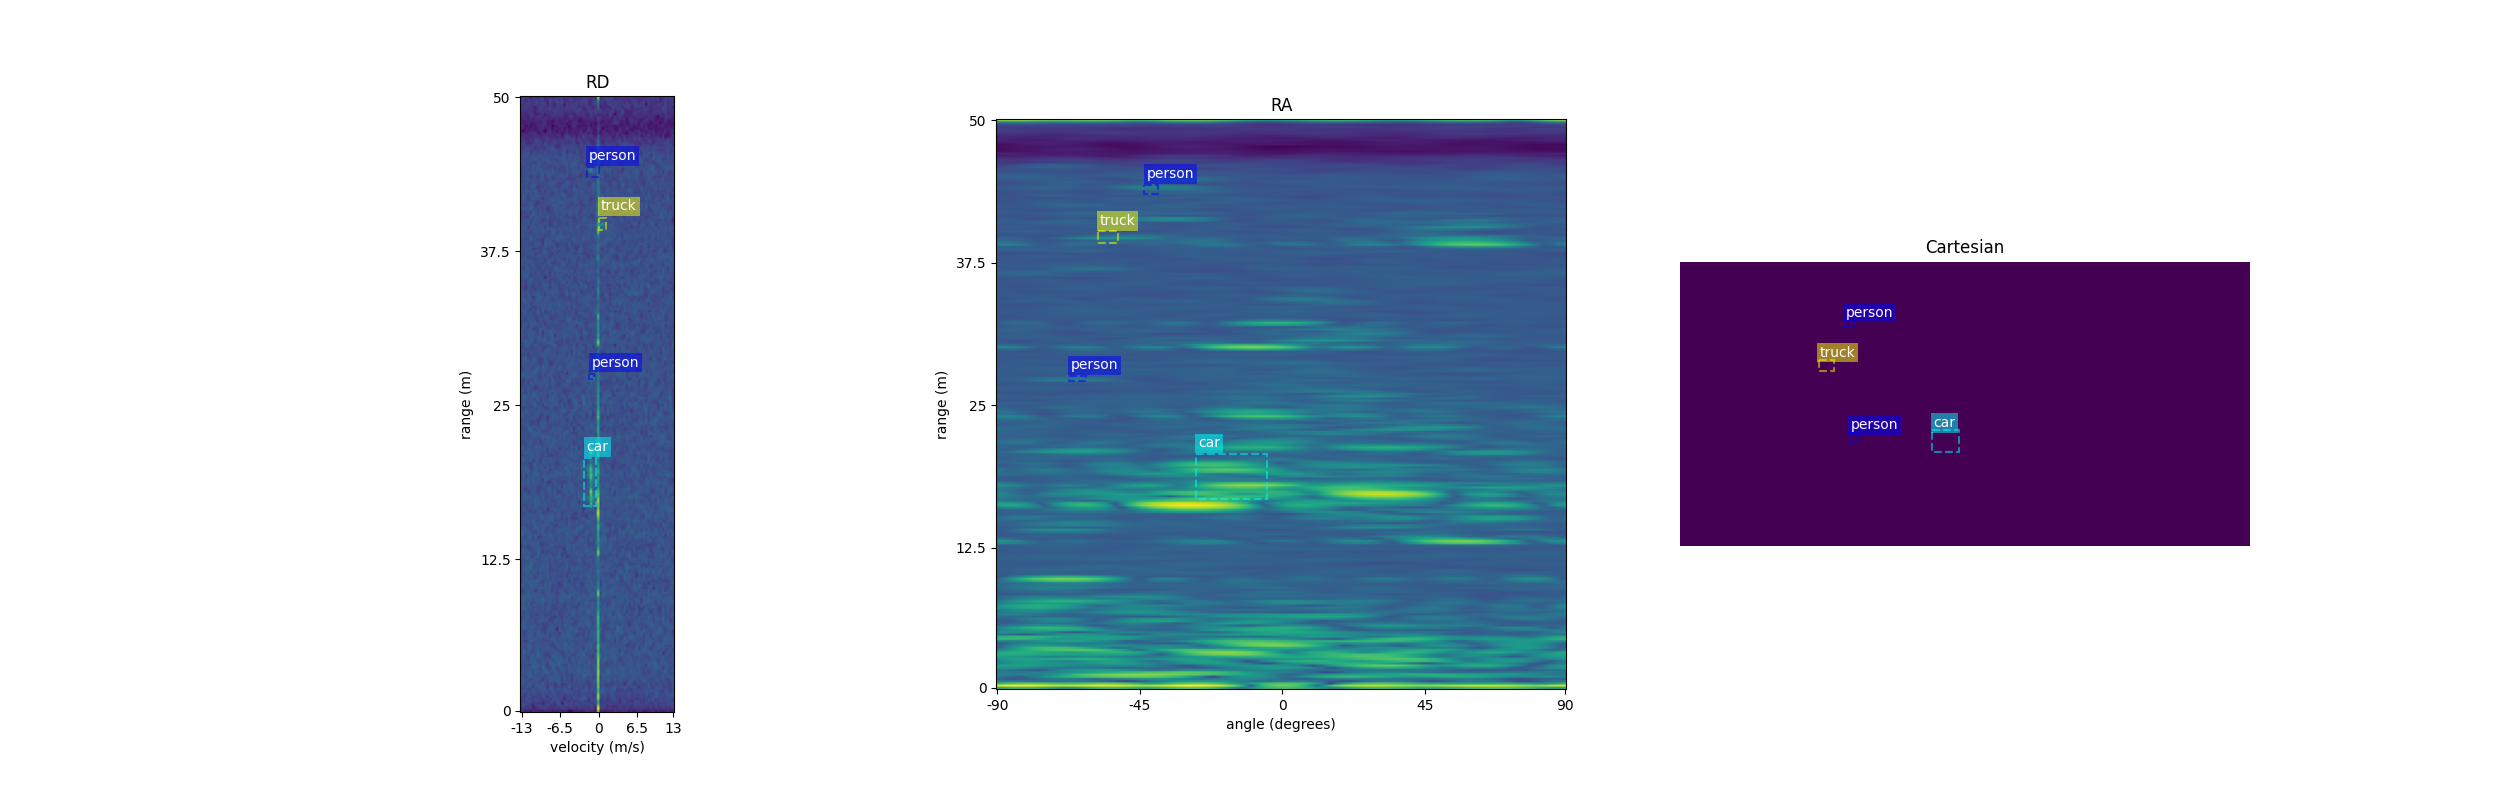 RD
50
37.5
25
12.5
0
range (m)
person
truck
person
car
-13 -6.5 0 6.5 13
velocity (m/s)
RA
50
37.5
25
12.5
0
range (m)
person
truck
person
car
-90 -45 0 45 90
angle (degrees)
Cartesian
person
truck
person
car